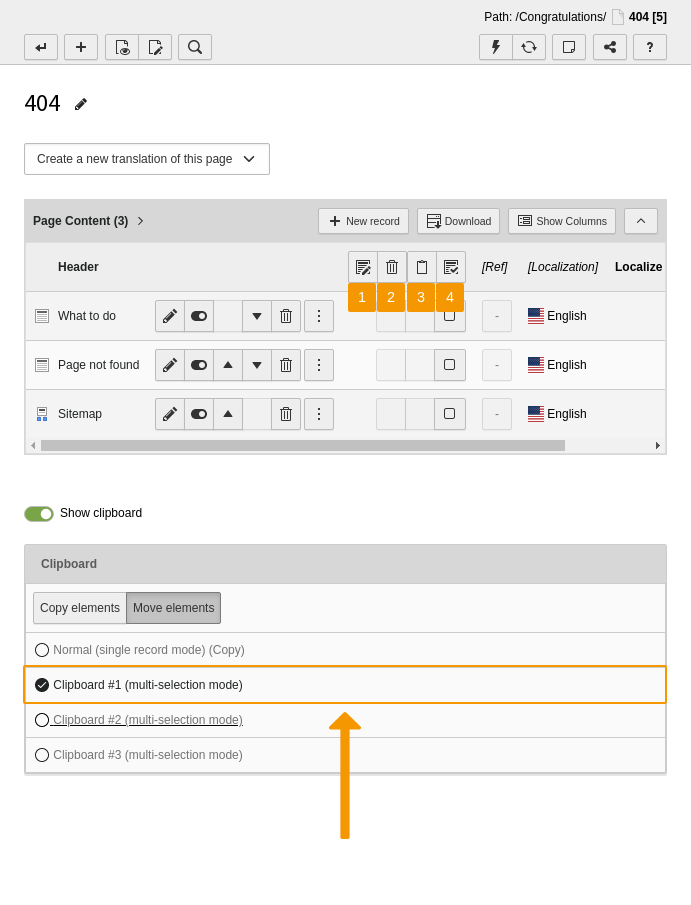 Path: /Congratulations/ 404 [5]
?
404
Create a new translation of this page
Page Content (3)
New record
Download
Show Columns
Header
[Ref]
[Localization]
Localize
1
2
3
4
What to do
-
English
Page not found
-
English
Sitemap
-
English
Show clipboard
Clipboard
Copy elements
Move elements
Normal (single record mode) (Copy)
Clipboard #1 (multi-selection mode)
Clipboard #2 (multi-selection mode)
Clipboard #3 (multi-selection mode)